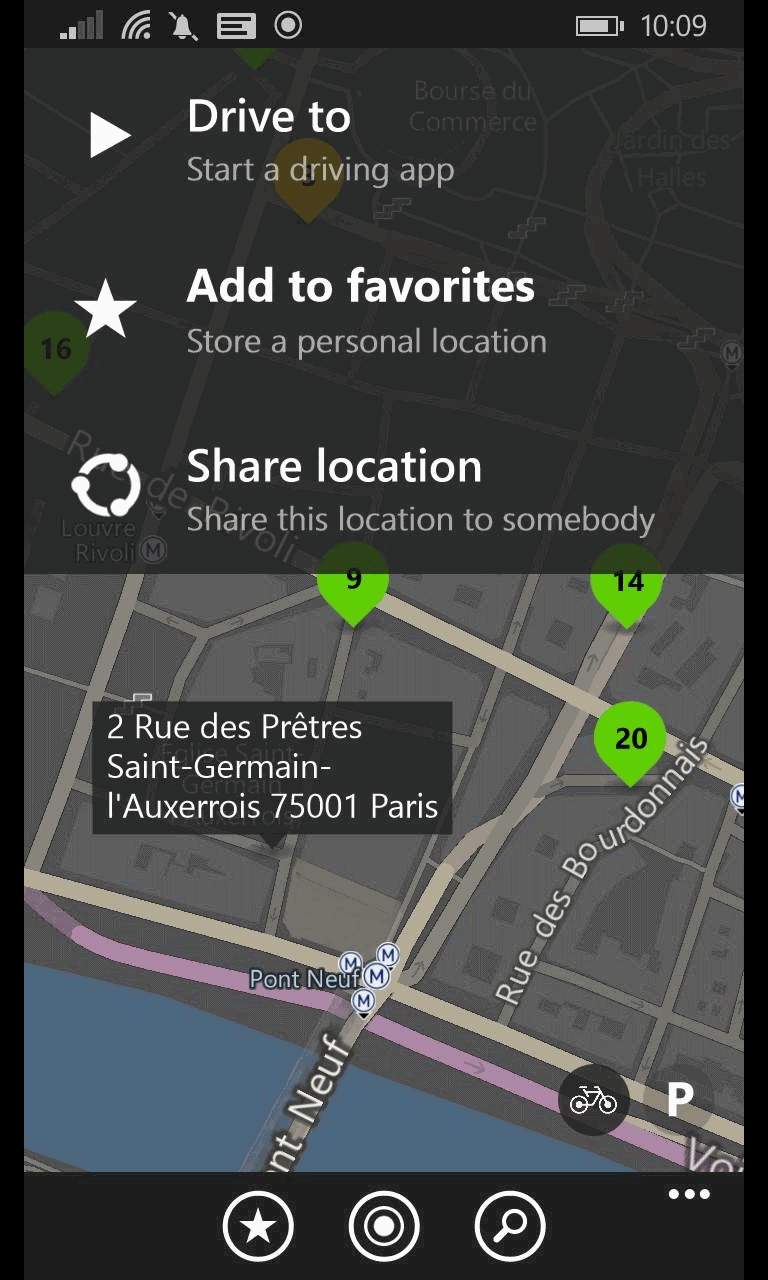 10:09
Bourse du
Commerce
Drive to
Start a driving app
Jardin des
Halles
3
Add to favorites
Store a personal location
16
M
Rue de Rivoli
Share location
Share this location to somebody
Louvre
Rivoli M
9
14
20
2 Rue des Prêtres
Saint-Germain-
l'Auxerrois 75001 Paris
Rue des Bourdonnais
M
M
M
Pont Neuf M
M
P